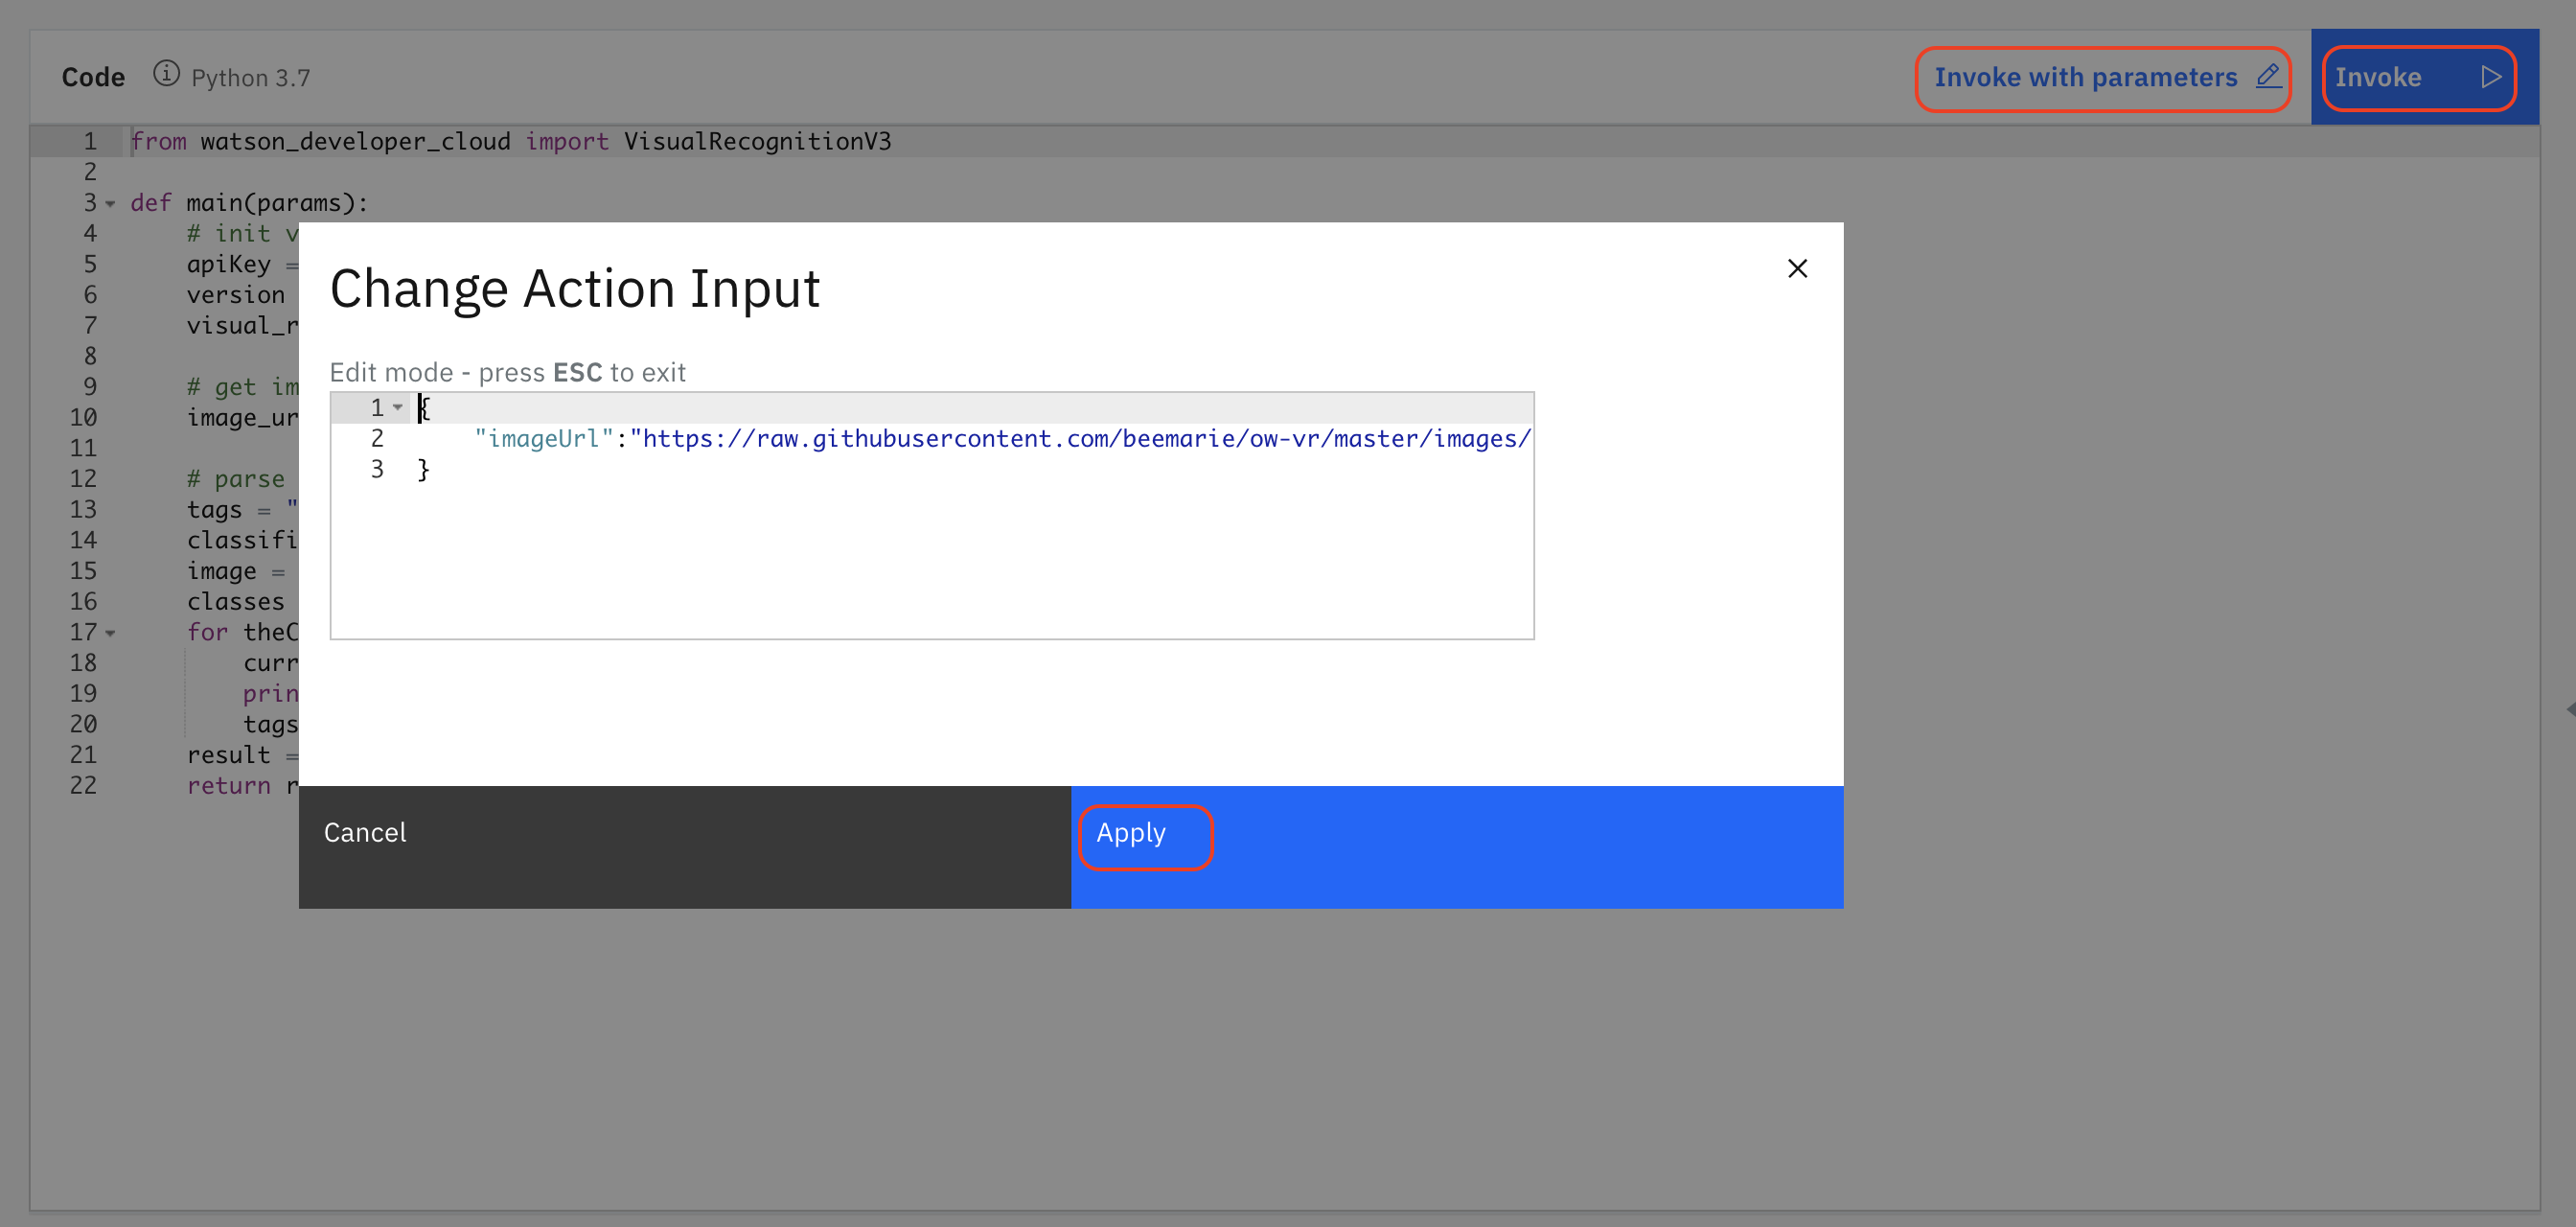 Code Python 3.7 Invoke with parameters Invoke
1 from watson_developer_cloud import VisualRecognitionV3
2
3 def main(params):
4 # init v
5 apiKey =
6 version
7 visual_r
8
9 # get im
10 image_ur
11
12 # parse
13 tags = "
14 classifi
15 image =
16 classes
17 for theC
18 curr
19 prin
20 tags
21 result =
22 return r
Change Action Input
Edit mode - press ESC to exit
1 {
2 "imageUrl":"https://raw.githubusercontent.com/beemarie/ow-vr/master/images/
3 }
Cancel
Apply